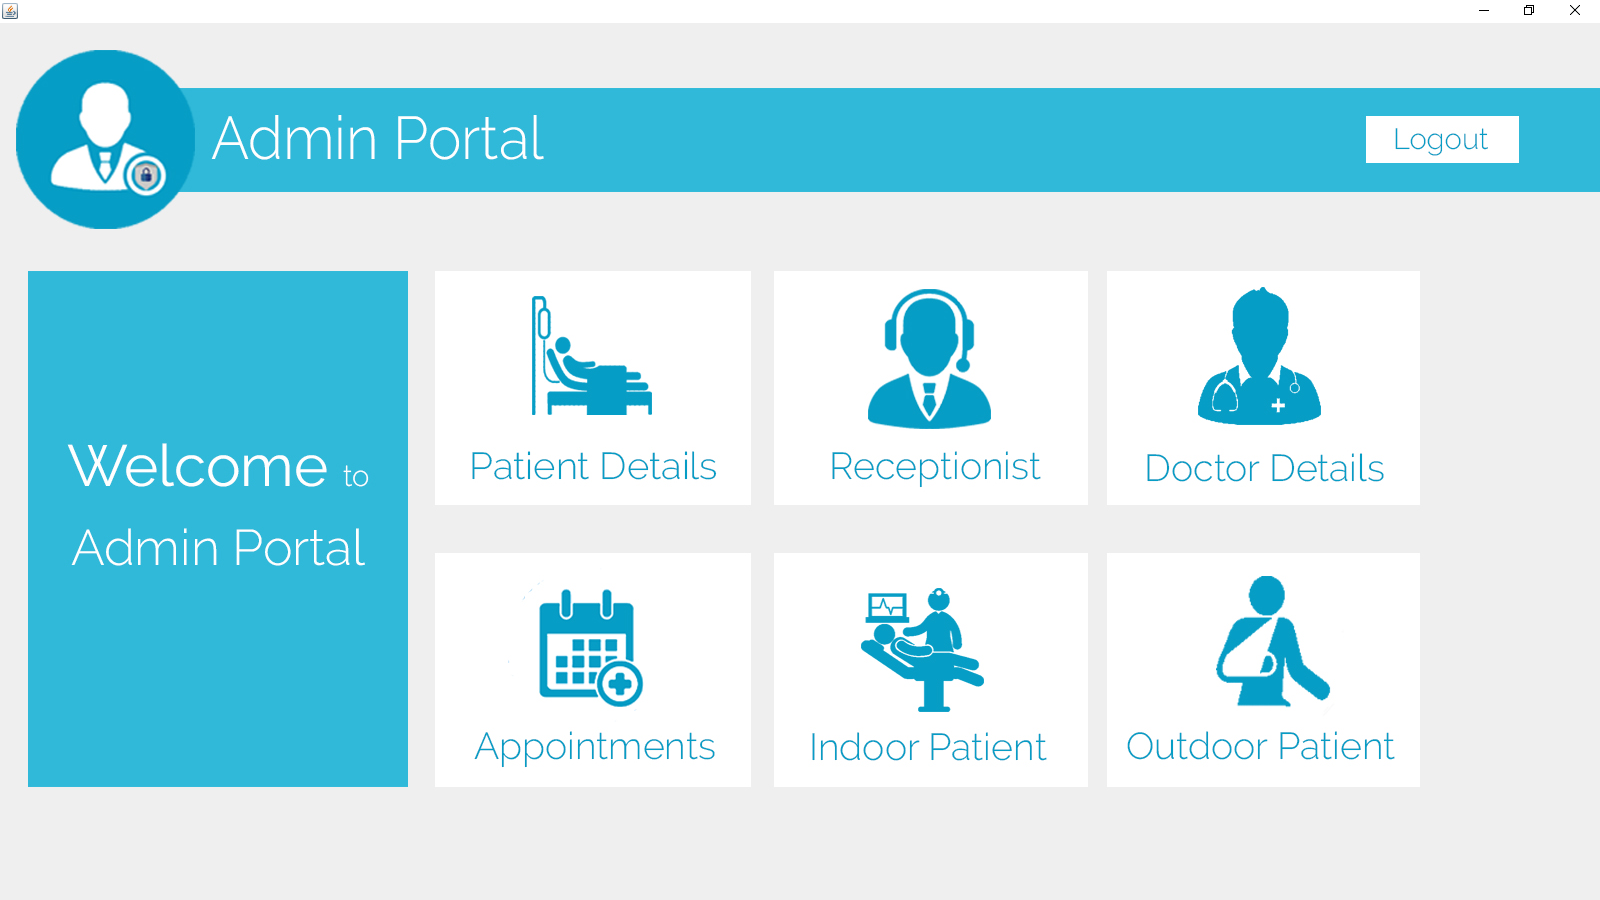 Admin Portal
Logout
Welcome to
Admin Portal
Patient Details
Receptionist
Doctor Details
Appointments
Indoor Patient
Outdoor Patient